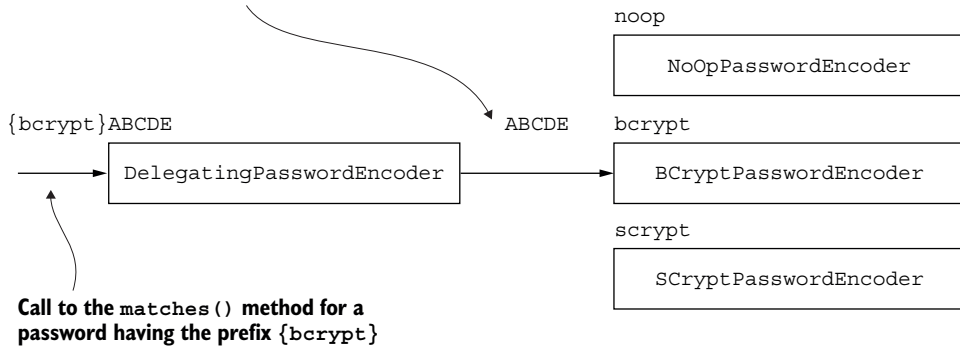 noop
NoOpPasswordEncoder
{bcrypt}ABCDE
ABCDE
bcrypt
DelegatingPasswordEncoder
BCryptPasswordEncoder
scrypt
SCryptPasswordEncoder
Call to the matches() method for a
password having the prefix {bcrypt}